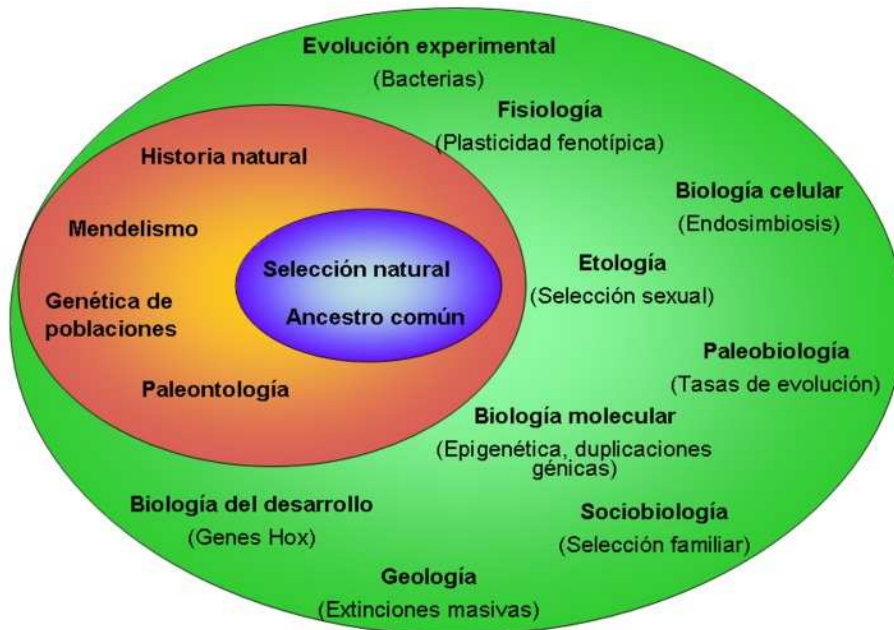 Evolución experimental
(Bacterias)
Fisiología
(Plasticidad fenotípica)
Historia natural
Biología celular
(Endosimbiosis)
Mendelismo
Selección natural
Etología
(Selección sexual)
Genética de
poblaciones
Ancestro común
Paleobiología
(Tasas de evolución)
Paleontología
Biología molecular
(Epigenética, duplicaciones
génicas)
Biología del desarrollo
(Genes Hox)
Sociobiología
(Selección familiar)
Geología
(Extinciones masivas)